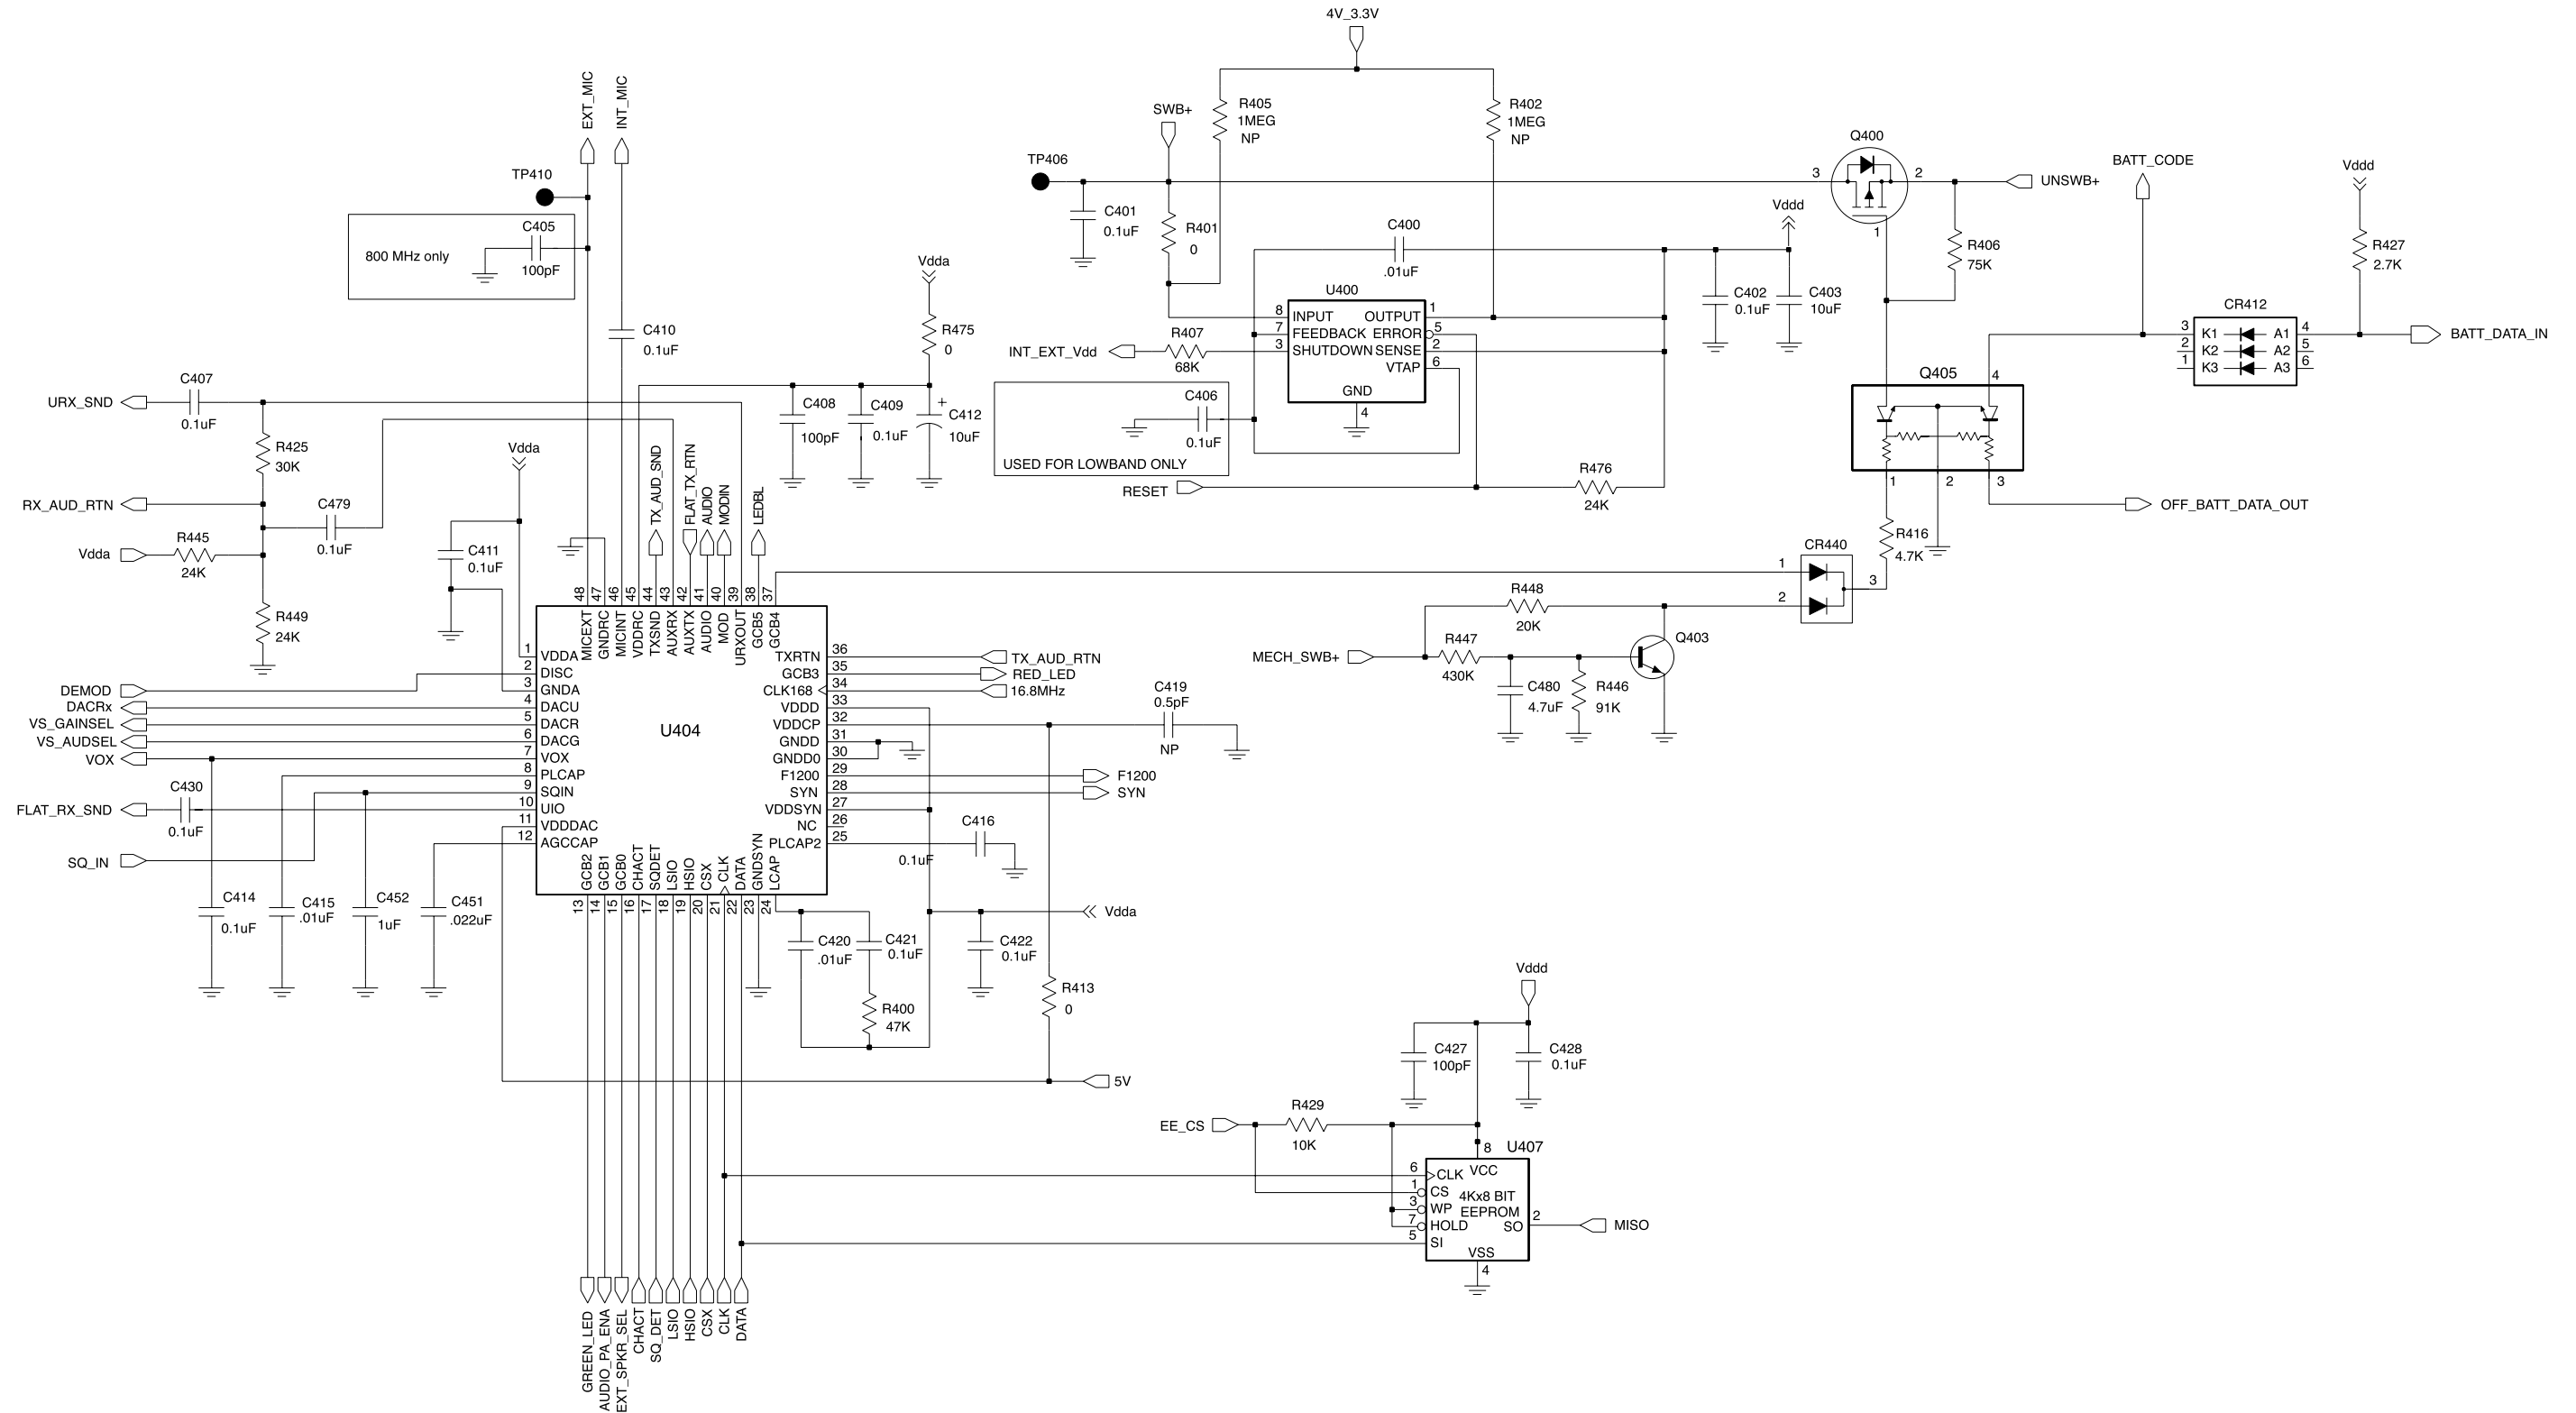 4V_3.3V
EXT_MIC
INT_MIC
TP410
C405
100pF
800 MHz only
C410
0.1uF
SWB+
TP406
R405
1MEG
NP
R402
1MEG
NP
C401
0.1uF
R401
0
C400
.01uF
Vddd
Q400
3
2
1
UNSWB+
R406
75K
BATT_CODE
Vddd
R427
2.7K
CR412
3 K1 A1 4
2 K2 A2 5
1 K3 A3 6
BATT_DATA_IN
C402
0.1uF
C403
10uF
U400
8 INPUT OUTPUT 1
7 FEEDBACK ERROR 5
3 SHUTDOWN SENSE 2
VTAP 6
GND
4
INT_EXT_Vdd
R407
68K
C406
0.1uF
USED FOR LOWBAND ONLY
RESET
R476
24K
Q405
4
1
2
3
OFF_BATT_DATA_OUT
R416
4.7K
CR440
1
2
3
R448
20K
MECH_SWB+
R447
430K
C480
4.7uF
R446
91K
Q403
Vdda
R475
0
C408
100pF
C409
0.1uF
+
C412
10uF
URX_SND
C407
0.1uF
R425
30K
RX_AUD_RTN
C479
0.1uF
Vdda
R445
24K
R449
24K
Vdda
C411
0.1uF
TX_AUD_SND
FLAT_TX_RTN
AUDIO
MODIN
LEDBL
48 47 46 45 44 43 42 41 40 39 38 37
MICEXT
GNDRC
MICINT
VDDRC
TXSND
AUXRX
AUXTX
AUDIO
MOD
URXOUT
GCB5
GCB4
U404
1 VDDA
2 DISC
3 GNDA
4 DACU
5 DACR
6 DACG
7 VOX
8 PLCAP
9 SQIN
10 UIO
11 VDDDAC
12 AGCCAP
DEMOD
DACRx
VS_GAINSEL
VS_AUDSEL
VOX
C430
0.1uF
FLAT_RX_SND
SQ_IN
C414
0.1uF
C415
.01uF
C452
1uF
C451
.022uF
TXRTN 36
GCB3 35
CLK168 34
VDDD 33
VDDCP 32
GNDD 31
GNDD0 30
F1200 29
SYN 28
VDDSYN 27
NC 26
PLCAP2 25
TX_AUD_RTN
RED_LED
16.8MHz
C419
0.5pF
NP
F1200
SYN
C416
0.1uF
GCB2
GCB1
GCB0
CHACT
SQDET
LSIO
HSIO
CSX
CLK
DATA
GNDSYN
LCAP
13 14 15 16 17 18 19 20 21 22 23 24
C420
.01uF
C421
0.1uF
R400
47K
Vdda
C422
0.1uF
R413
0
5V
Vddd
C427
100pF
C428
0.1uF
EE_CS
R429
10K
U407
8
VCC
6 CLK
1 CS
3 WP
7 HOLD
5 SI
4Kx8 BIT
EEPROM
SO 2
VSS
4
MISO
GREEN_LED
AUDIO_PA_ENA
EXT_SPKR_SEL
CHACT
SQ_DET
LSIO
HSIO
CSX
CLK
DATA